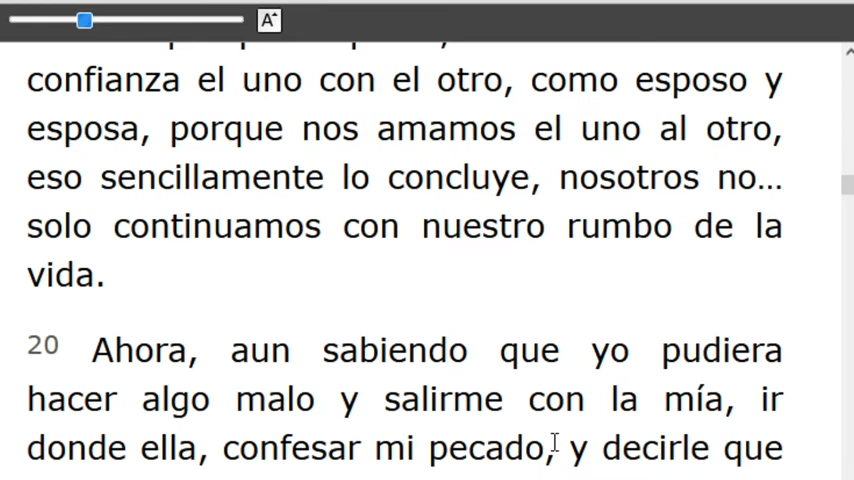 A
confianza el uno con el otro, como esposo y
esposa, porque nos amamos el uno al otro,
eso sencillamente lo concluye, nosotros no...
solo continuamos con nuestro rumbo de la
vida.
20 Ahora, aun sabiendo que yo pudiera
hacer algo malo y salirme con la mía, ir
donde ella, confesar mi pecado, y decirle que